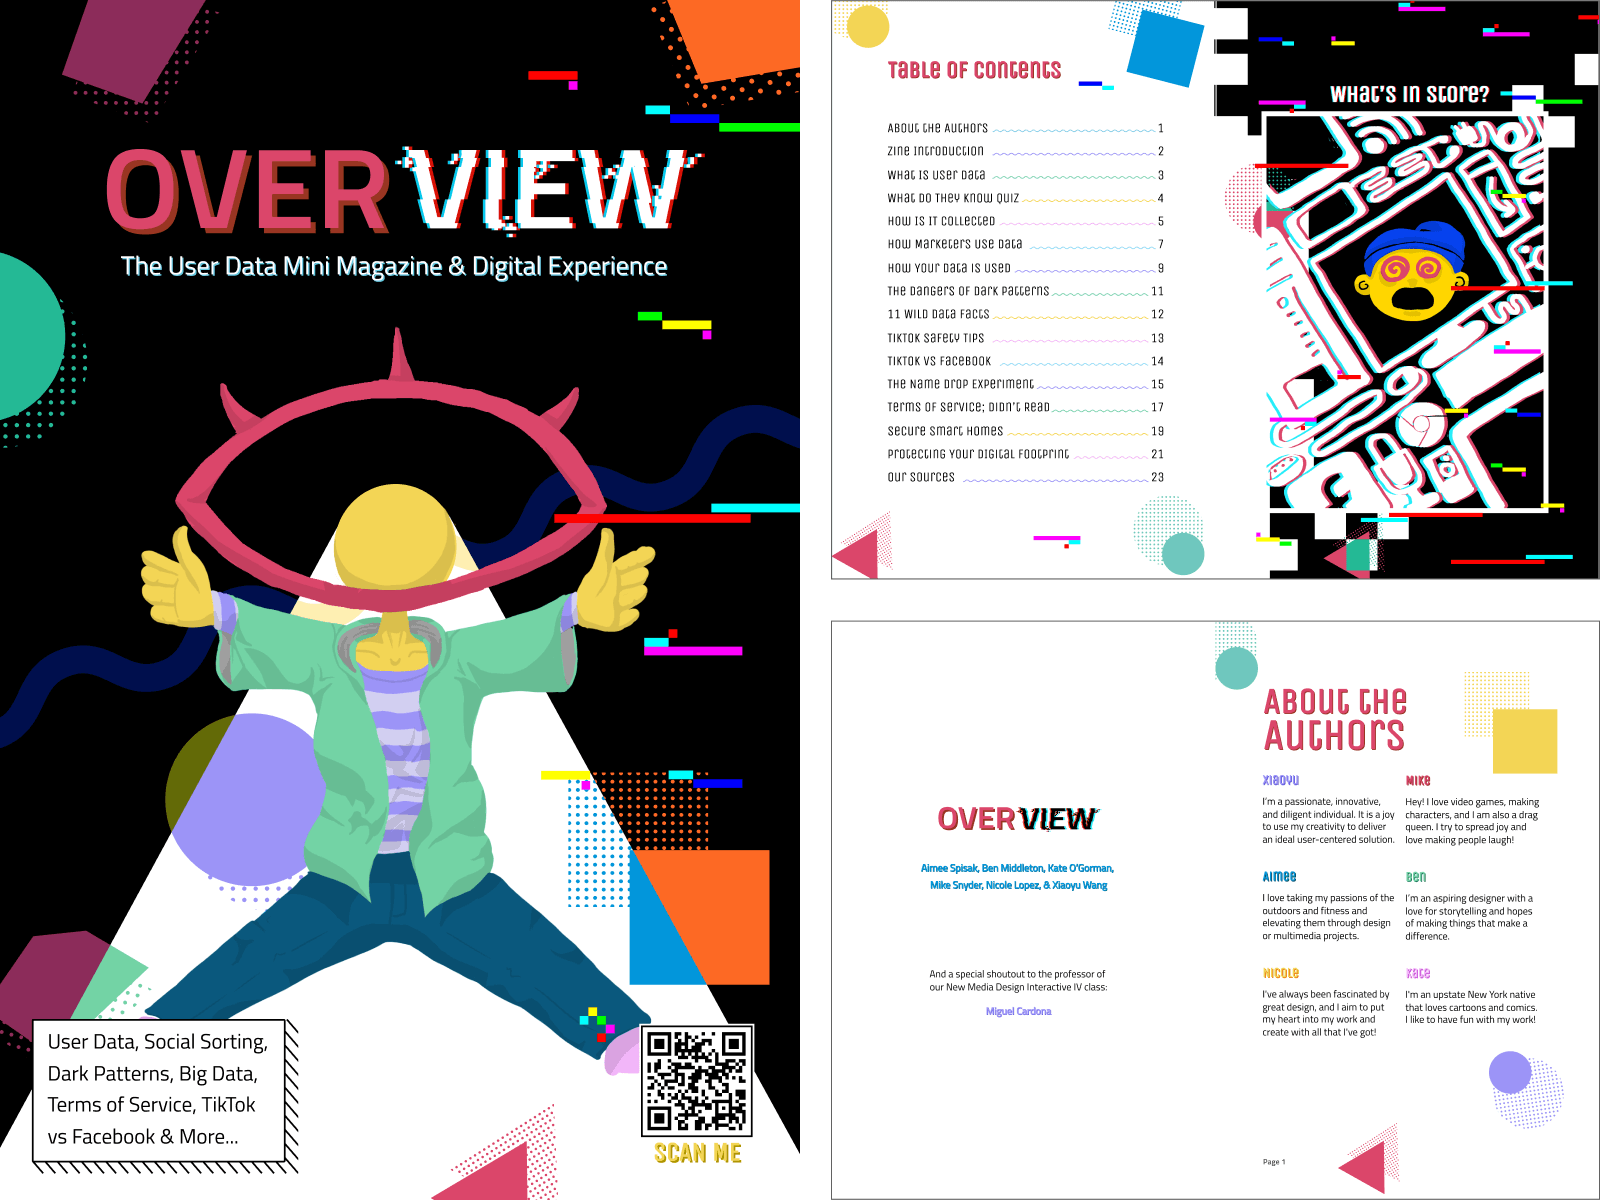 OVERVIEW
The User Data Mini Magazine & Digital Experience
User Data, Social Sorting,
Dark Patterns, Big Data,
Terms of Service, TikTok
vs Facebook & More...
SCAN ME
Table of Contents
About the Authors 1
Zine Introduction 2
What is User Data 3
What Do They Know Quiz 4
How is it Collected 5
How Marketers Use Data 7
How Your Data is Used 9
The Dangers of Dark Patterns 11
11 Wild Data Facts 12
TikTok Safety Tips 13
TikTok vs Facebook 14
The Name Drop Experiment 15
Terms of Service; Didn't Read 17
Secure Smart Homes 19
Protecting Your Digital Footprint 21
Our Sources 23
What's in Store?
OVERVIEW
Aimee Spisak, Ben Middleton, Kate O'Gorman,
Mike Snyder, Nicole Lopez, & Xiaoyu Wang
And a special shoutout to the professor of
our New Media Design Interactive IV class:
Miguel Cardona
About the
Authors
Xiaoyu
I'm a passionate, innovative,
and diligent individual. It is a joy
to use my creativity to deliver
an ideal user-centered solution.
Mike
Hey! I love video games, making
characters, and I am also a drag
queen. I try to spread joy and
love making people laugh!
Aimee
I love taking my passions of the
outdoors and fitness and
elevating them through design
or multimedia projects.
Ben
I'm an aspiring designer with a
love for storytelling and hopes
of making things that make a
difference.
Nicole
I've always been fascinated by
great design, and I aim to put
my heart into my work and
create with all that I've got!
Kate
I'm an upstate New York native
that loves cartoons and comics.
I like to have fun with my work!
Page 1